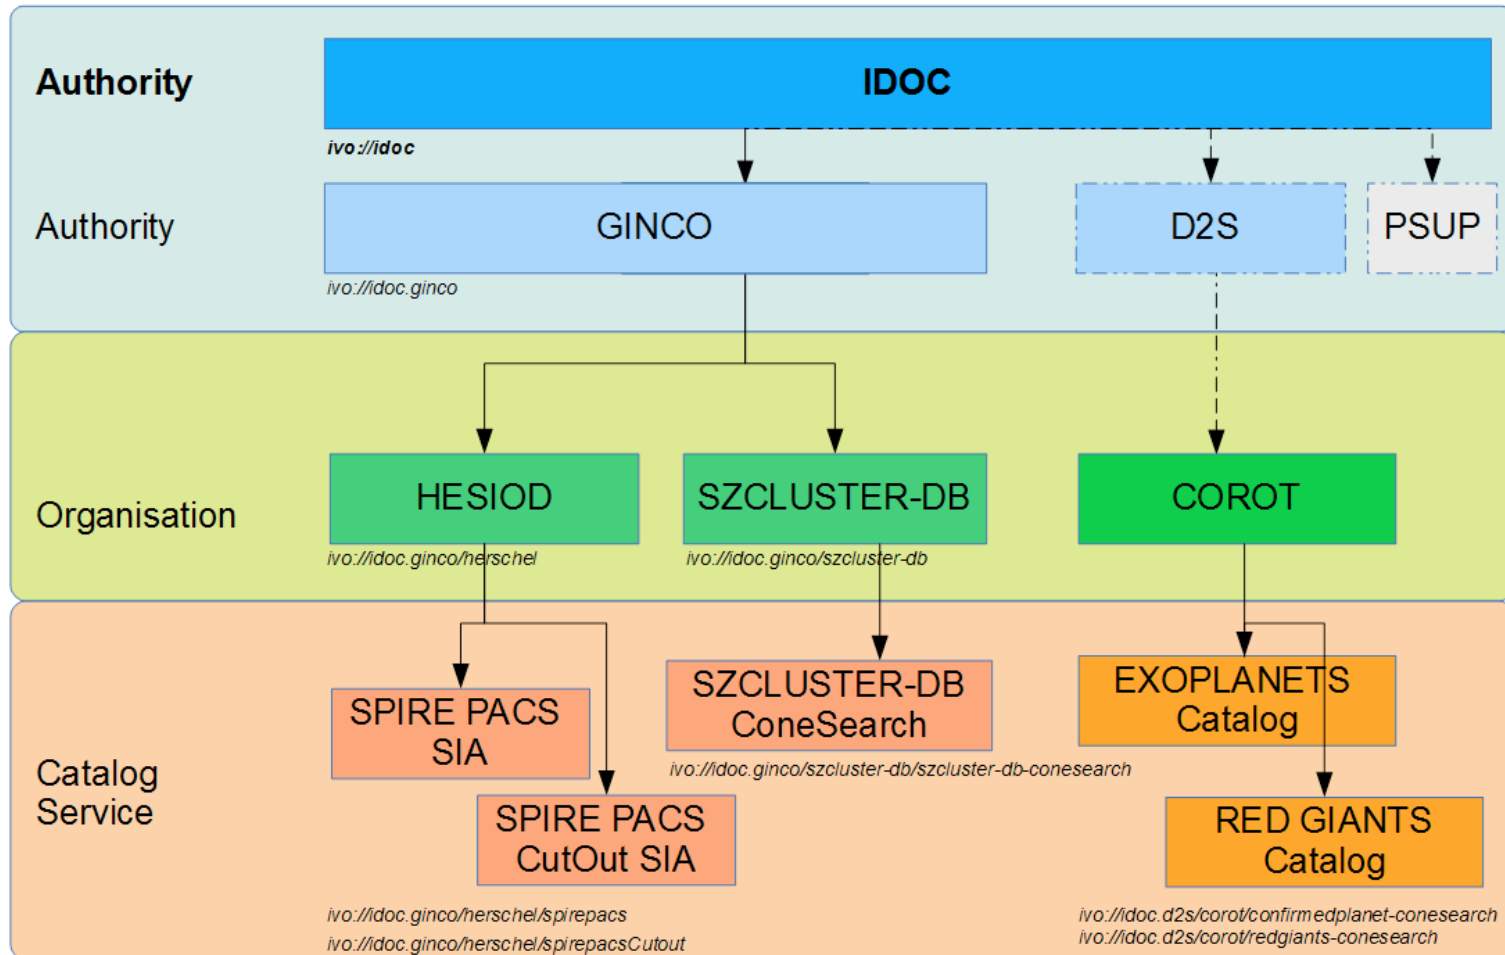 Authority
IDOC
ivo://idoc
Authority
GINCO
D2S
PSUP
ivo://idoc.ginco
Organisation
HESIOD
SZCLUSTER-DB
COROT
ivo://idoc.ginco/herschel
ivo://idoc.ginco/szcluster-db
Catalog
Service
SPIRE PACS
SIA
SZCLUSTER-DB
ConeSearch
EXOPLANETS
Catalog
ivo://idoc.ginco/szcluster-db/szcluster-db-conesearch
SPIRE PACS
CutOut SIA
RED GIANTS
Catalog
ivo://idoc.ginco/herschel/spirepacs
ivo://idoc.ginco/herschel/spirepacsCutout
ivo://idoc.d2s/corot/confirmedplanet-conesearch
ivo://idoc.d2s/corot/redgiants-conesearch